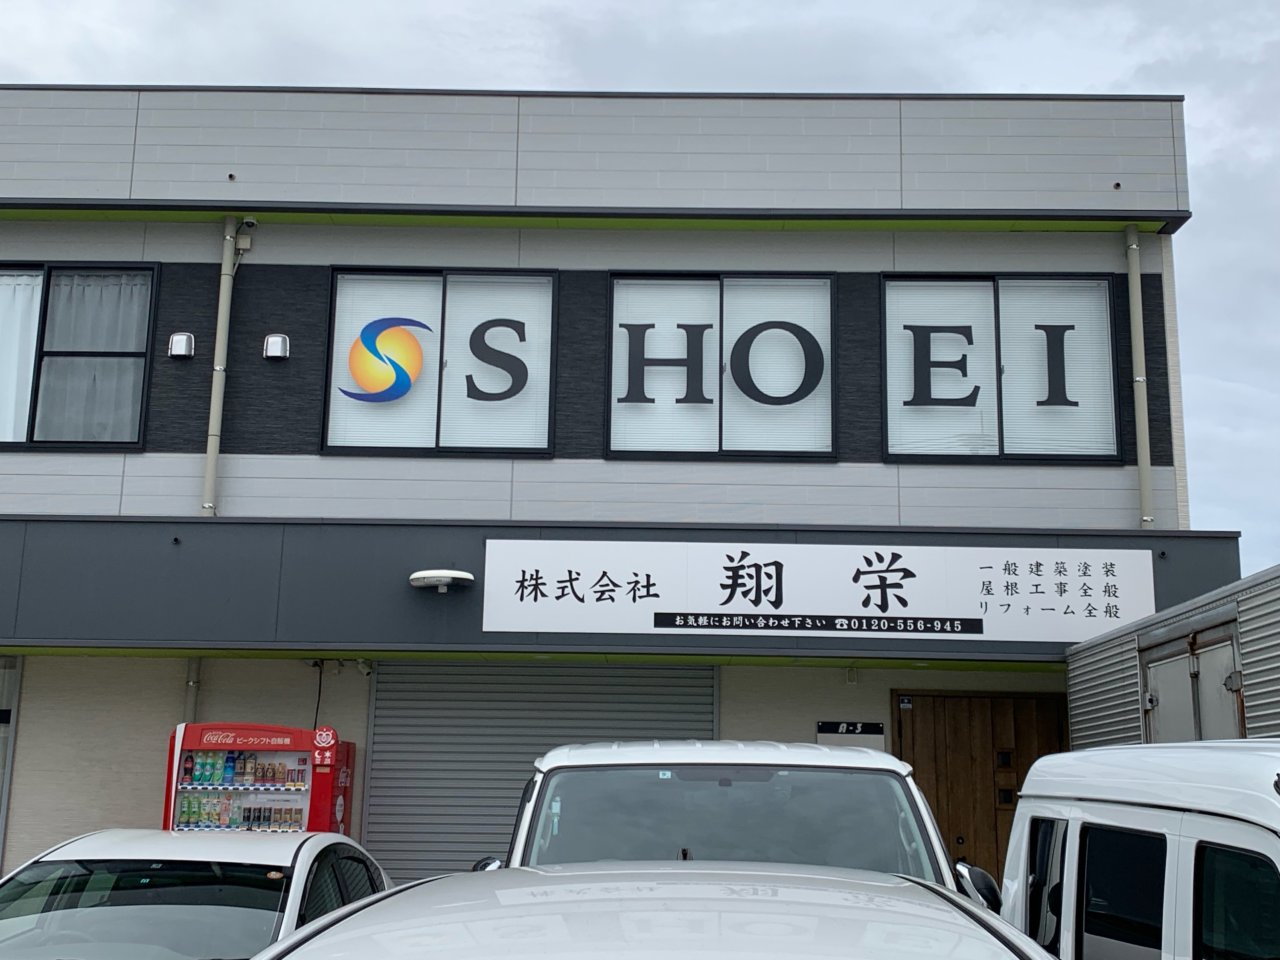 SHOEI
株式会社 翔栄
一般建築塗装
屋根工事全般
リフォーム全般
お気軽にお問い合わせ下さい ☎0120-556-945
A-3
Coca-Cola ピークシフト自販機